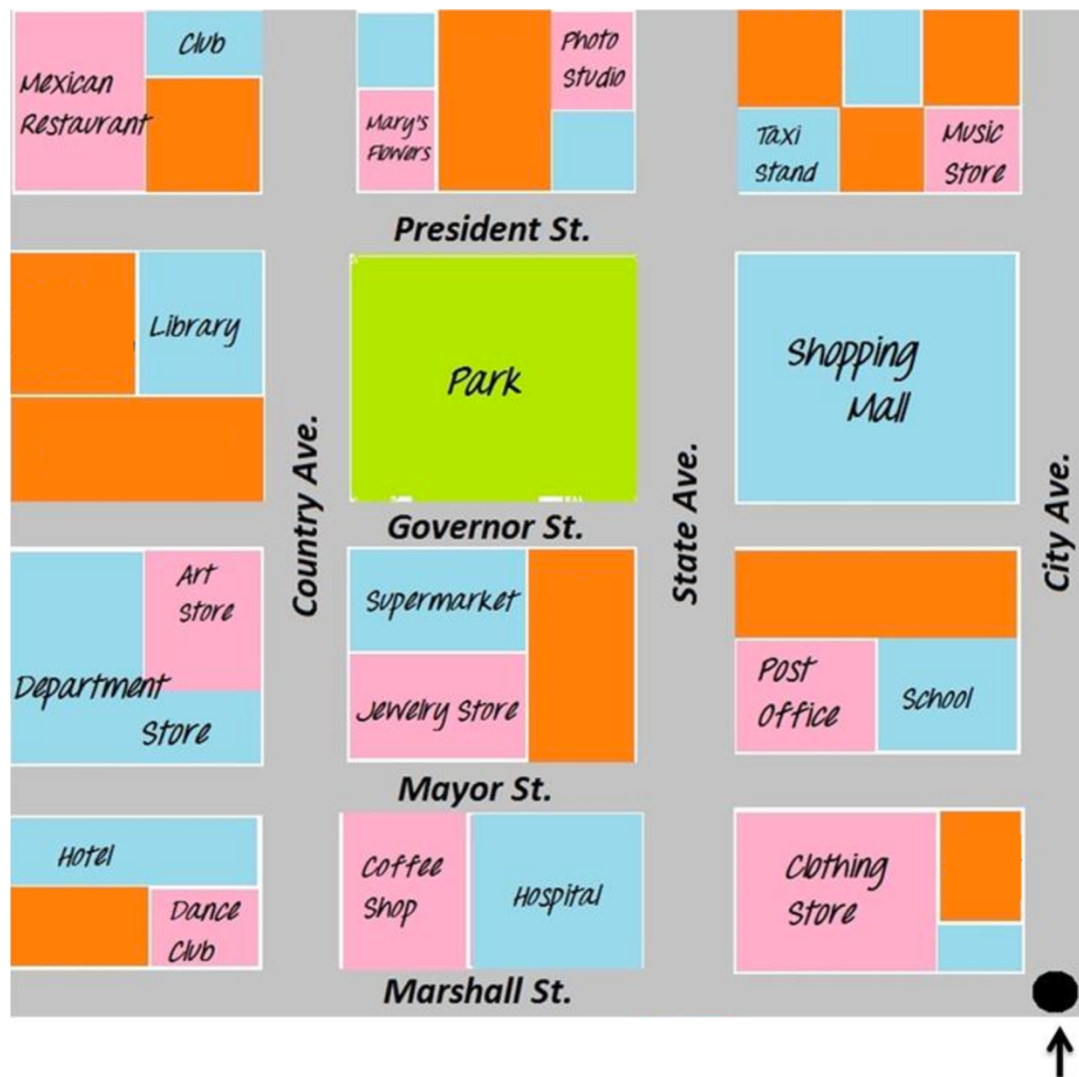 Club
Mexican
Restaurant
Mary's
Flowers
Photo
Studio
Taxi
Stand
Music
Store
President St.
Library
Park
Shopping
Mall
Country Ave.
Governor St.
State Ave.
City Ave.
Art
Store
Department
Store
Supermarket
Jewelry Store
Post
Office
School
Mayor St.
Hotel
Dance
Club
Coffee
Shop
Hospital
Clothing
Store
Marshall St.